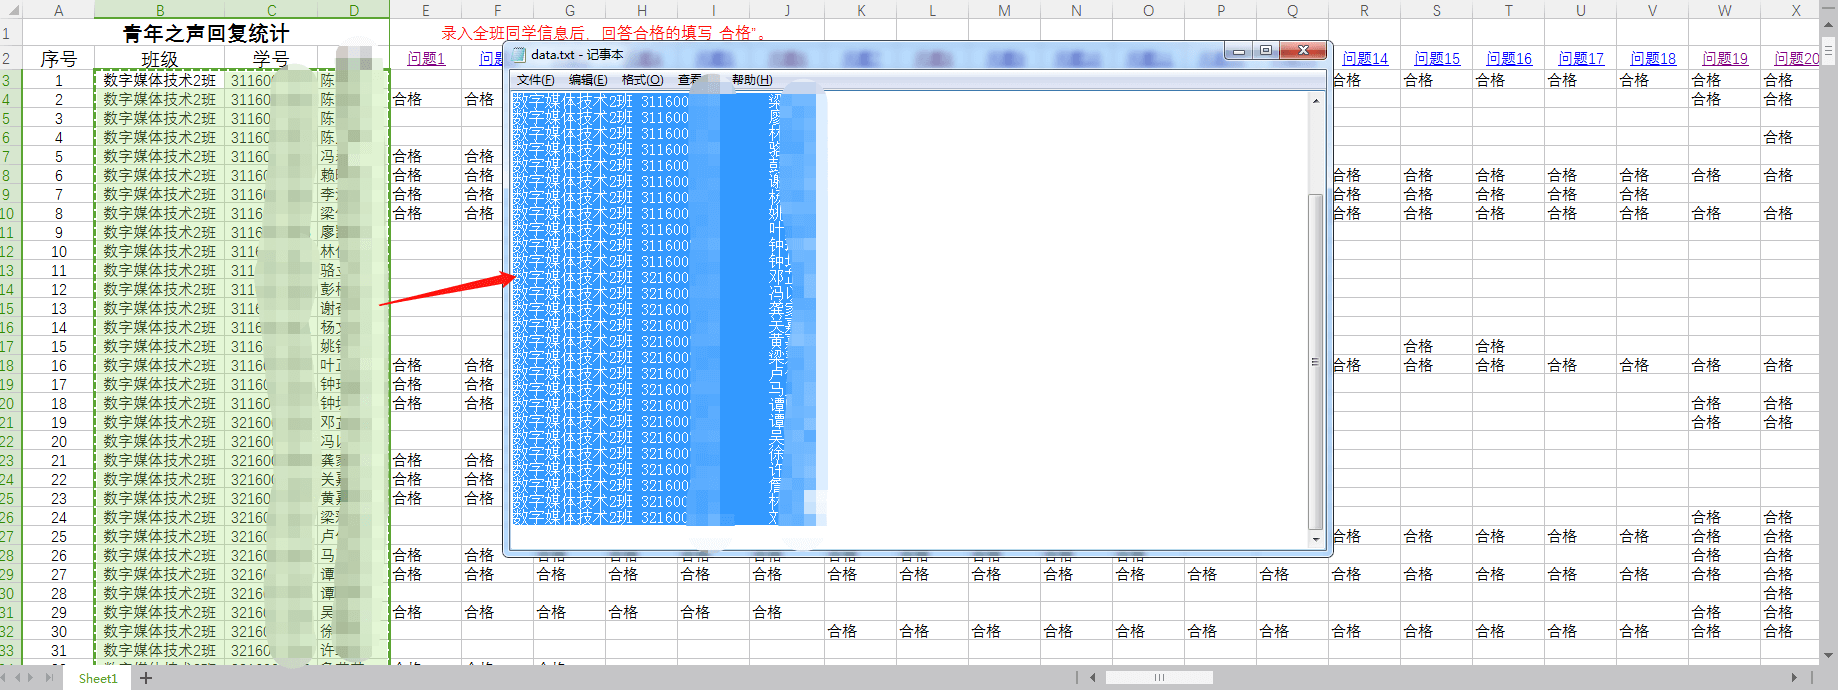 A B C D E F G H I J K L M N O P Q R S T U V W X
1 青年之声回复统计 录入全班同学信息后，回答合格的填写"合格"。
2 序号 班级 学号 问题1 问题14 问题15 问题16 问题17 问题18 问题19 问题20
data.txt - 记事本
文件(F) 编辑(E) 格式(O) 查看 帮助(H)
3 1 数字媒体技术2班 31160 陈 合格 合格 合格 合格 合格 合格 合格
4 2 数字媒体技术2班 31160 陈 合格 合格 合格 合格
5 3 数字媒体技术2班 31160 陈
6 4 数字媒体技术2班 31160 陈 合格
7 5 数字媒体技术2班 31160 冯 合格 合格
8 6 数字媒体技术2班 31160 赖 合格 合格 合格 合格 合格 合格 合格 合格 合格
9 7 数字媒体技术2班 31160 李 合格 合格 合格 合格 合格 合格 合格
10 8 数字媒体技术2班 3116 梁 合格 合格 合格 合格 合格 合格 合格 合格 合格
11 9 数字媒体技术2班 3116 廖
12 10 数字媒体技术2班 3116 林
13 11 数字媒体技术2班 311 骆
14 12 数字媒体技术2班 311 彭
15 13 数字媒体技术2班 3116 谢
16 14 数字媒体技术2班 3116 杨
17 15 数字媒体技术2班 3116 姚 合格 合格
18 16 数字媒体技术2班 3116 叶 合格 合格 合格 合格 合格 合格 合格 合格 合格
19 17 数字媒体技术2班 31160 钟 合格 合格
20 18 数字媒体技术2班 31160 钟 合格 合格 合格 合格
21 19 数字媒体技术2班 32160 邓 合格 合格
22 20 数字媒体技术2班 32160 冯
23 21 数字媒体技术2班 32160 龚 合格 合格
24 22 数字媒体技术2班 32160 关 合格 合格
25 23 数字媒体技术2班 32160 黄 合格 合格
26 24 数字媒体技术2班 32160 梁 合格 合格
27 25 数字媒体技术2班 32160 卢 合格 合格 合格 合格 合格 合格 合格
28 26 数字媒体技术2班 32160 马 合格 合格 合格 合格 合格 合格 合格 合格 合格 合格 合格 合格 合格
29 27 数字媒体技术2班 32160 谭 合格 合格 合格 合格 合格 合格 合格 合格 合格 合格 合格 合格 合格 合格 合格 合格 合格 合格 合格 合格
30 28 数字媒体技术2班 32160 谭 合格
31 29 数字媒体技术2班 32160 吴 合格 合格 合格 合格 合格 合格 合格 合格
32 30 数字媒体技术2班 32160 徐 合格 合格 合格 合格 合格 合格 合格 合格 合格 合格 合格 合格 合格 合格
33 31 数字媒体技术2班 32160 许
数字媒体技术2班 311600 梁
数字媒体技术2班 311600 廖
数字媒体技术2班 311600 林
数字媒体技术2班 311600 骆
数字媒体技术2班 311600 彭
数字媒体技术2班 311600 谢
数字媒体技术2班 311600 杨
数字媒体技术2班 311600 姚
数字媒体技术2班 311600 叶
数字媒体技术2班 311600 钟
数字媒体技术2班 311600 钟
数字媒体技术2班 321600 邓
数字媒体技术2班 321600 冯
数字媒体技术2班 321600 龚
数字媒体技术2班 321600 关
数字媒体技术2班 321600 黄
数字媒体技术2班 321600 梁
数字媒体技术2班 321600 卢
数字媒体技术2班 321600 马
数字媒体技术2班 321600 谭
数字媒体技术2班 321600 谭
数字媒体技术2班 321600 吴
数字媒体技术2班 321600 徐
数字媒体技术2班 321600 许
数字媒体技术2班 321600 詹
数字媒体技术2班 321600
数字媒体技术2班 321600
Sheet1